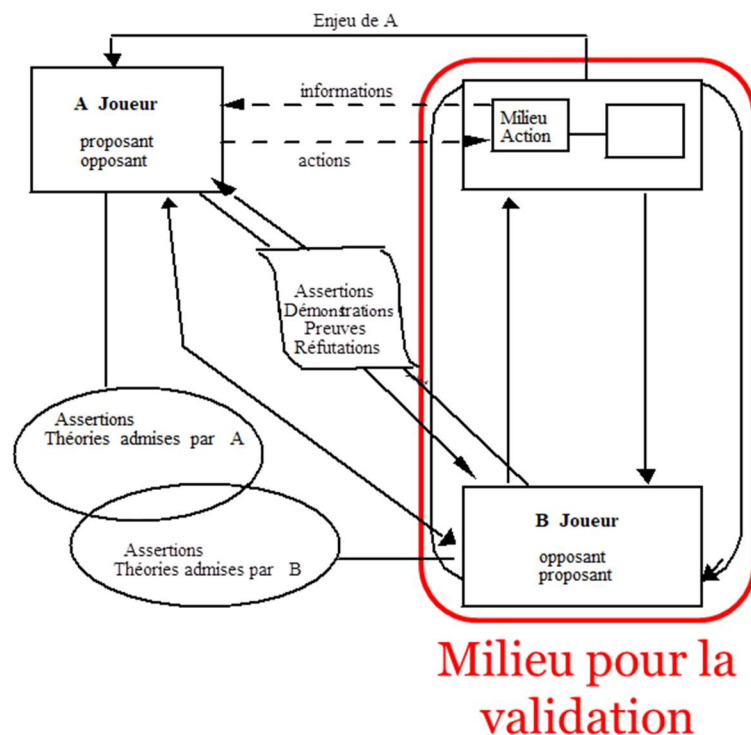 Enjeu de A
A Joueur
proposant
opposant
informations
actions
Milieu
Action
Assertions
Démonstrations
Preuves
Réfutations
Assertions
Théories admises par A
Assertions
Théories admises par B
B Joueur
opposant
proposant
Milieu pour la
validation